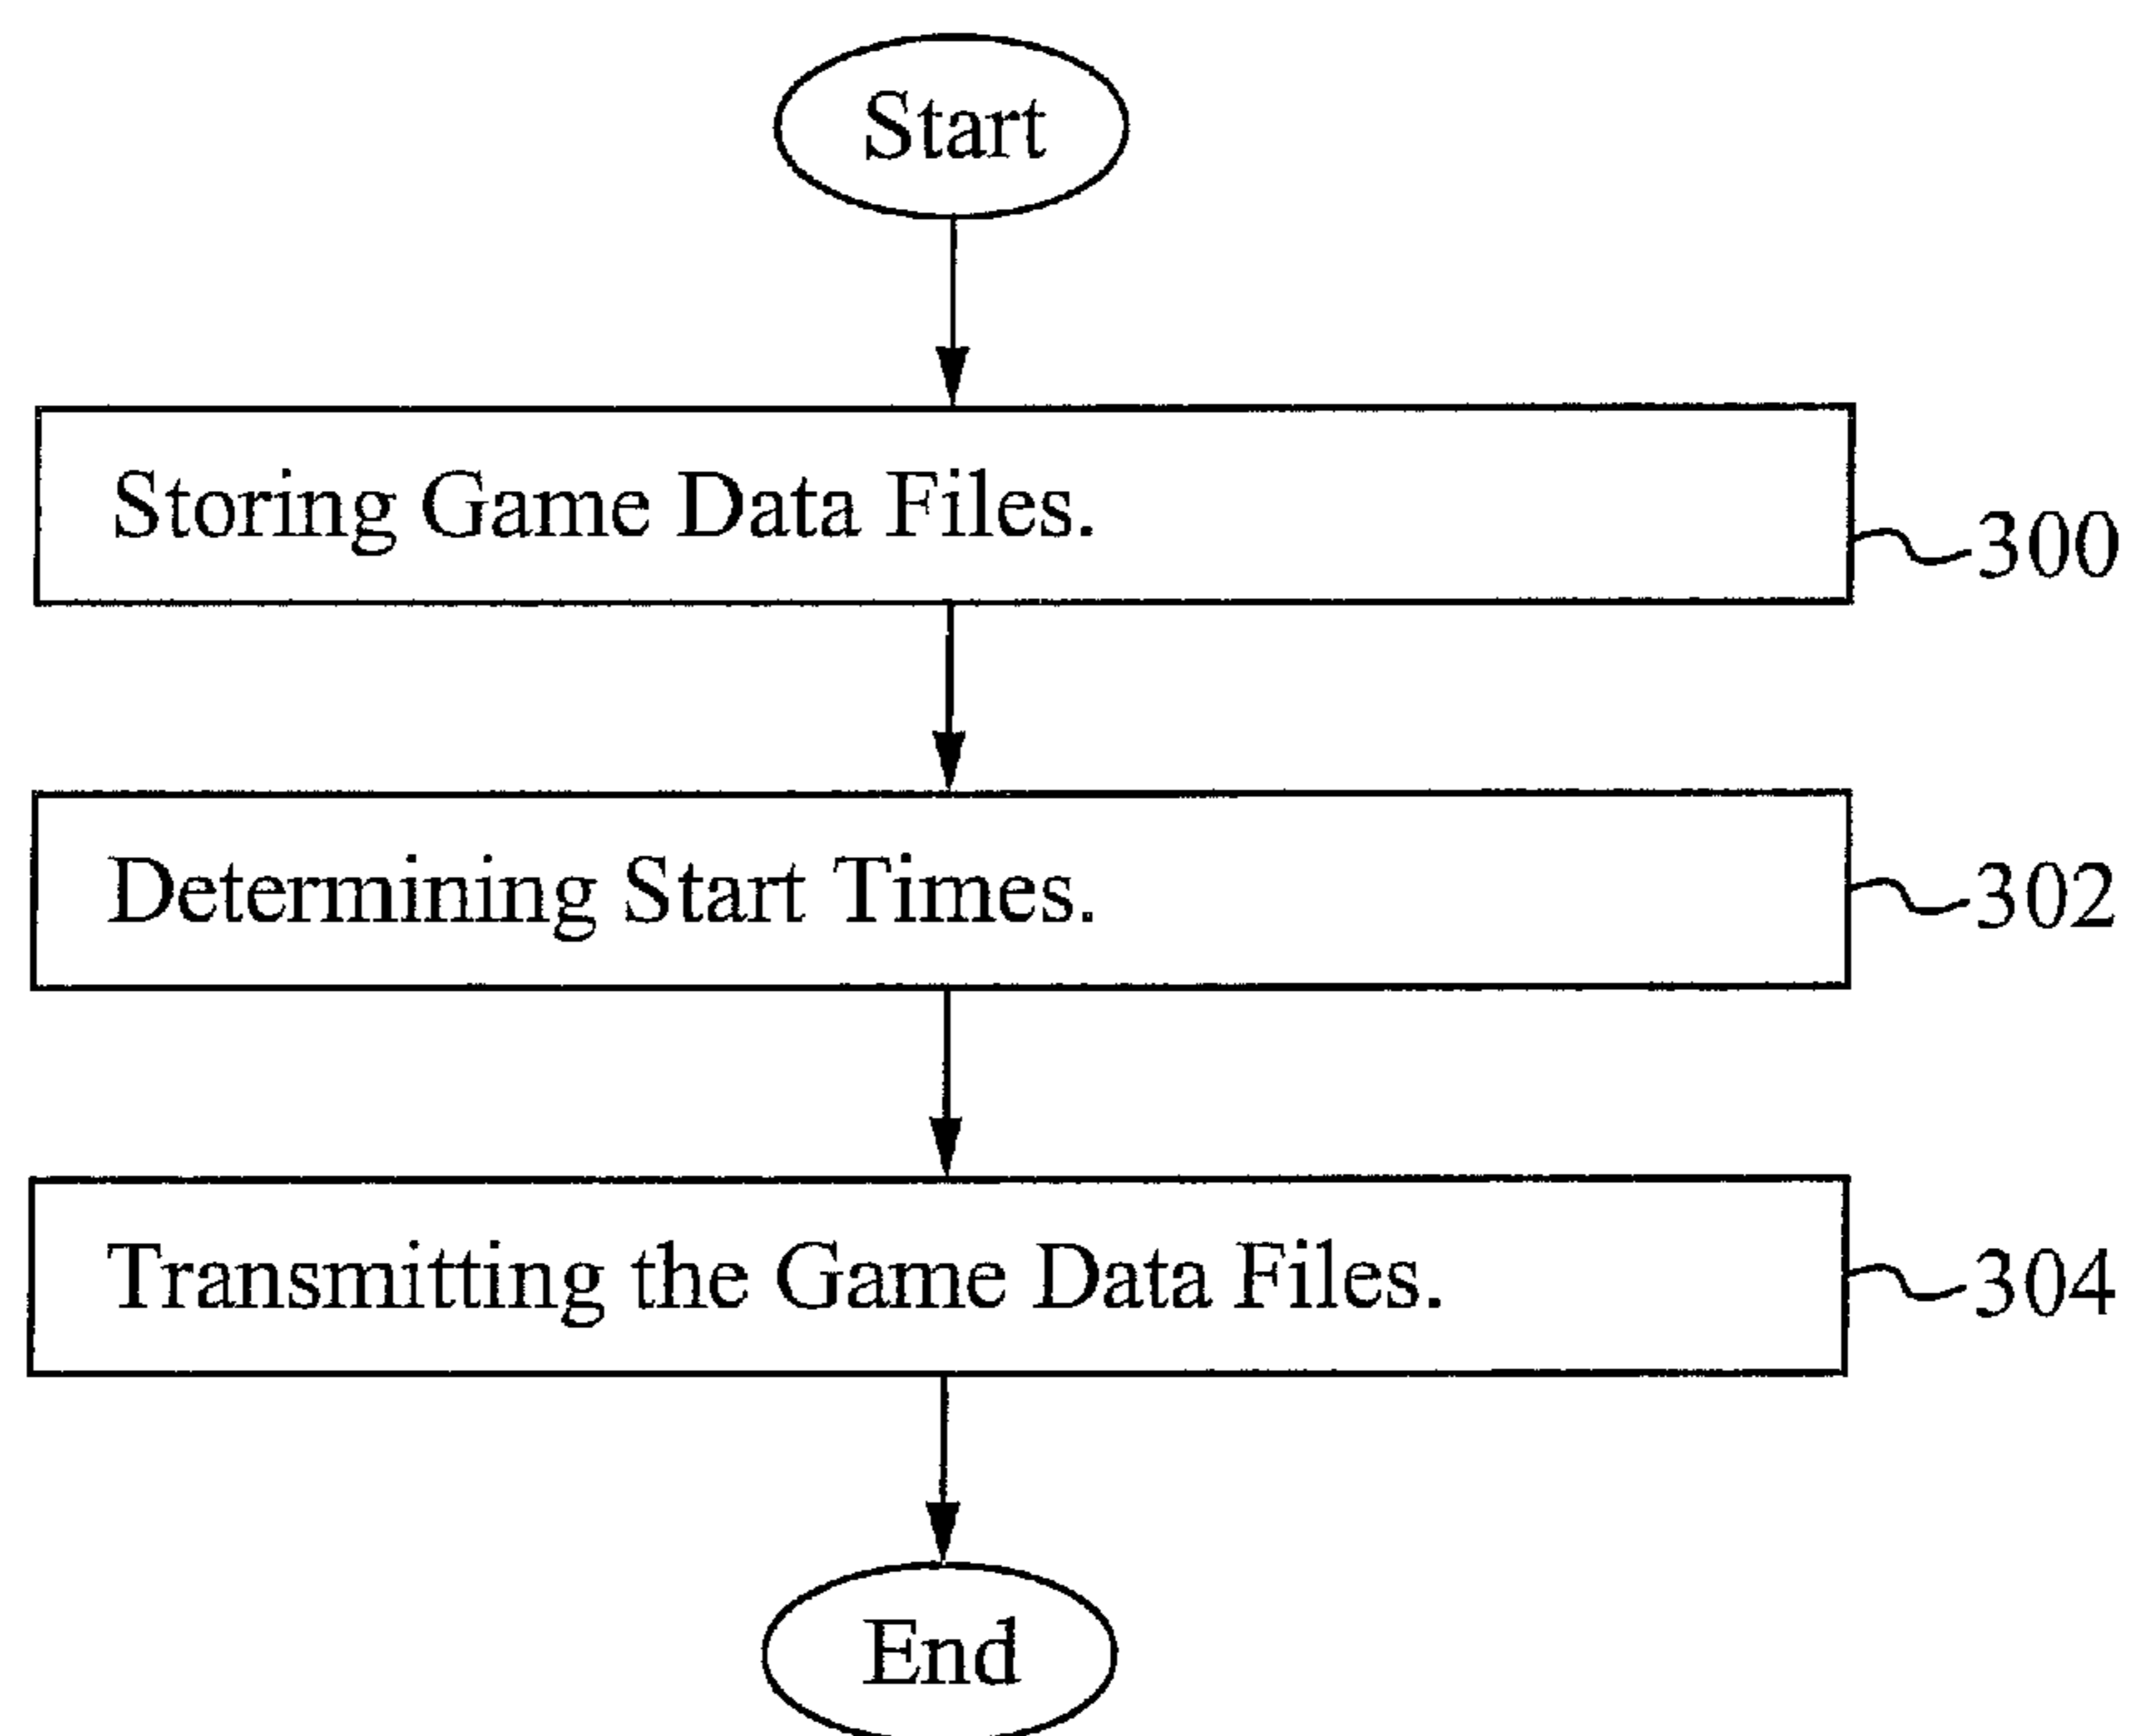 Start
Storing Game Data Files.
300
Determining Start Times.
302
Transmitting the Game Data Files.
304
End